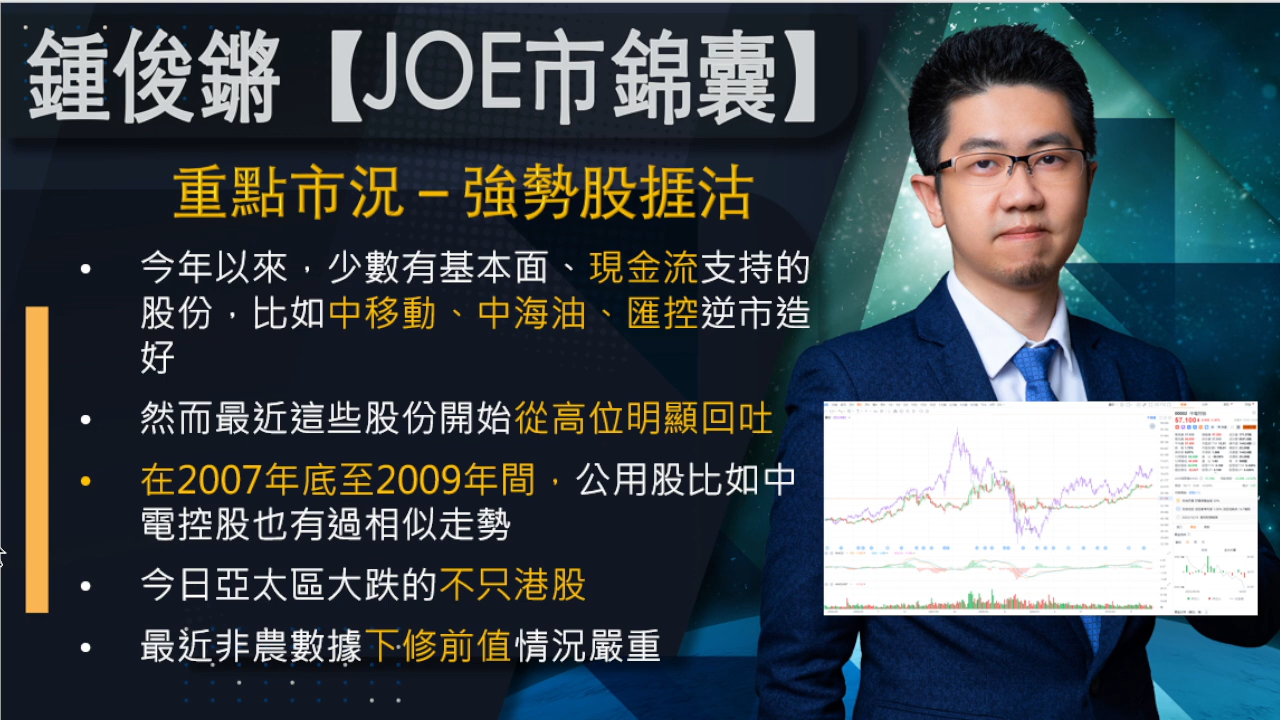 鍾俊鏘【JOE市錦囊】
重點市況 – 強勢股捱沽
• 今年以來，少數有基本面、現金流支持的
股份，比如中移動、中海油、匯控逆市造
好
• 然而最近這些股份開始從高位明顯回吐
• 在2007年底至2009年間，公用股比如中
電控股也有過相似走勢
• 今日亞太區大跌的不只港股
• 最近非農數據下修前值情況嚴重
67.100